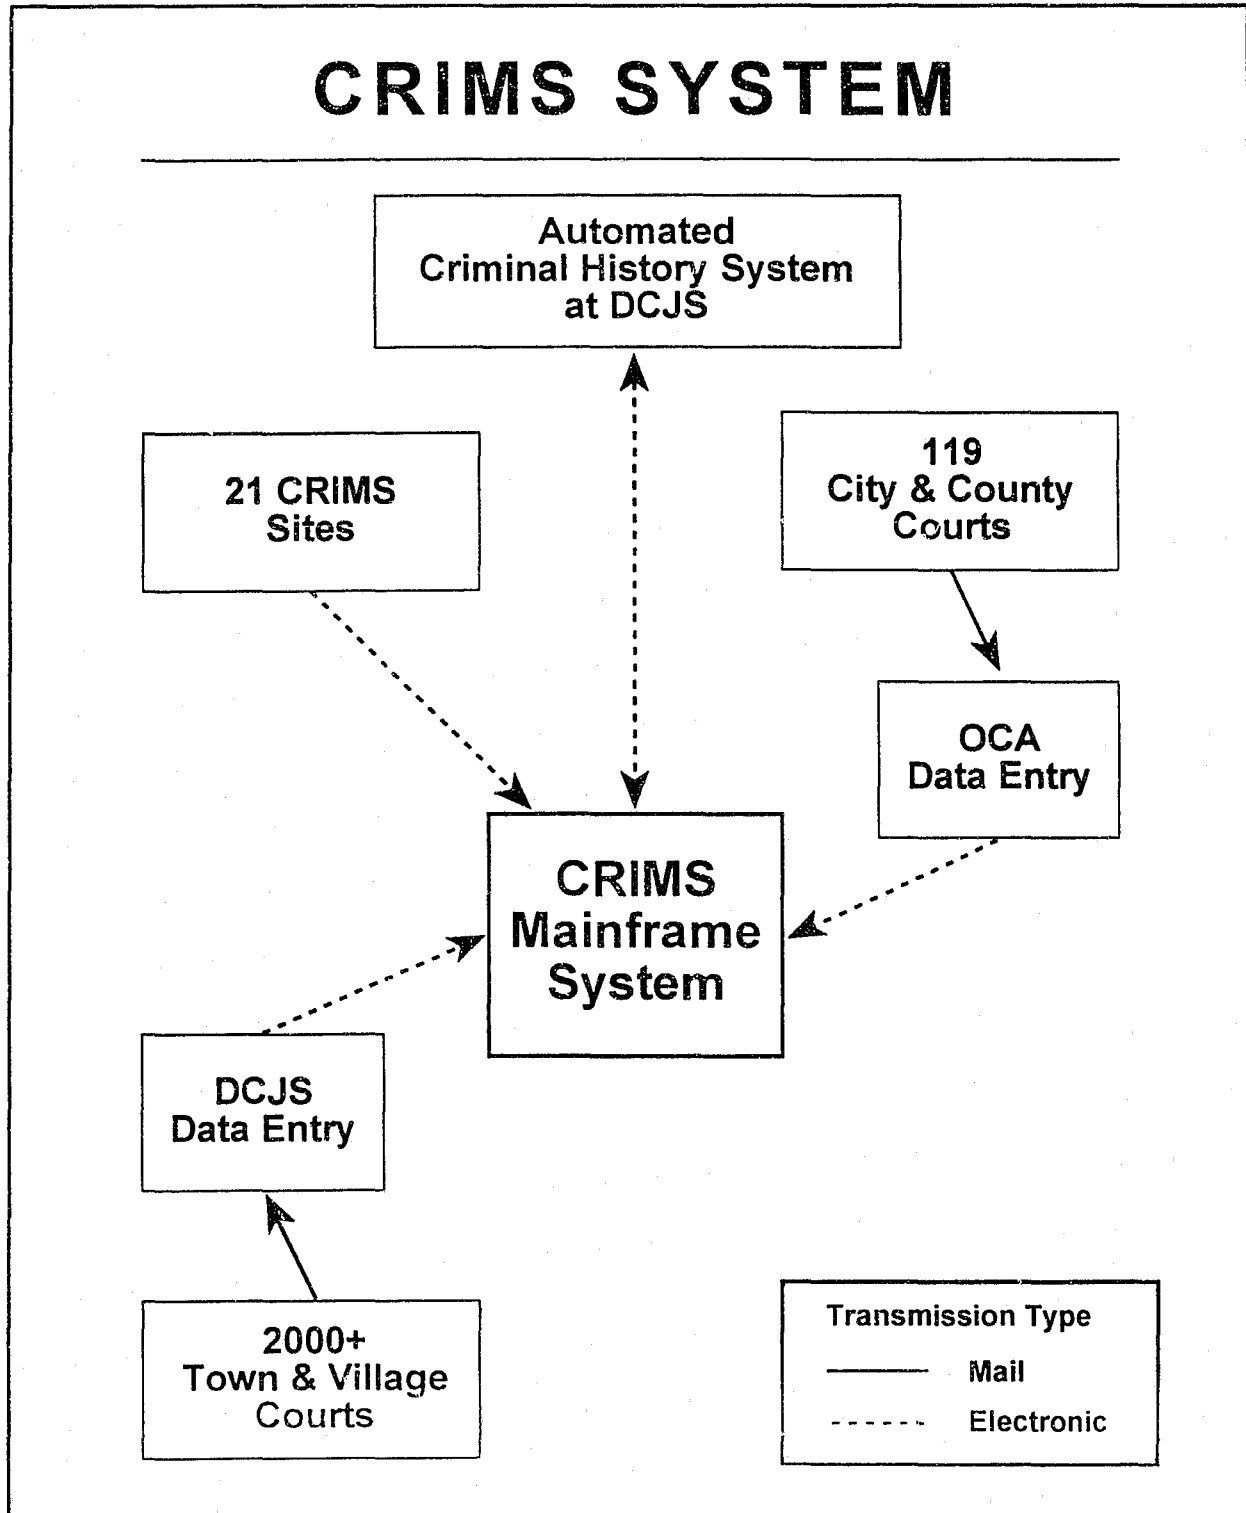 CRIMS SYSTEM
Automated
Criminal History System
at DCJS
21 CRIMS
Sites
119
City & County
Courts
OCA
Data Entry
CRIMS
Mainframe
System
DCJS
Data Entry
2000+
Town & Village
Courts
Transmission Type
Mail
Electronic